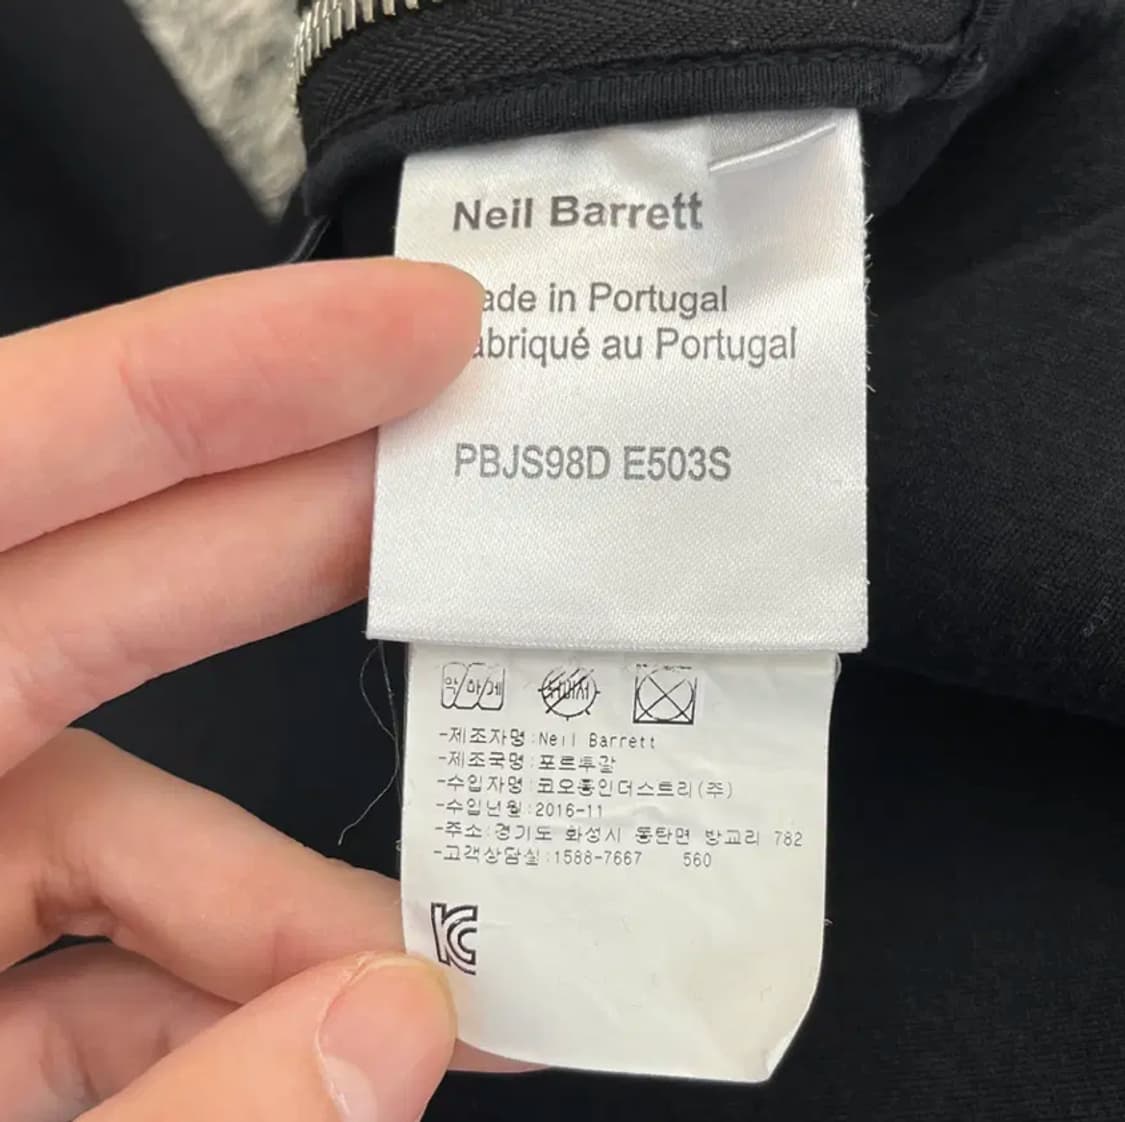 Neil Barrett
ade in Portugal
abriqué au Portugal
PBJS98D E503S
약하게
-제조자명:Neil Barrett
-제조국명:포르투갈
-수입자명:코오롱인더스트리(주)
-수입년월:2016-11
-주소:경기도 화성시 동탄면 방교리 782
-고객상담실:1588-7667 560